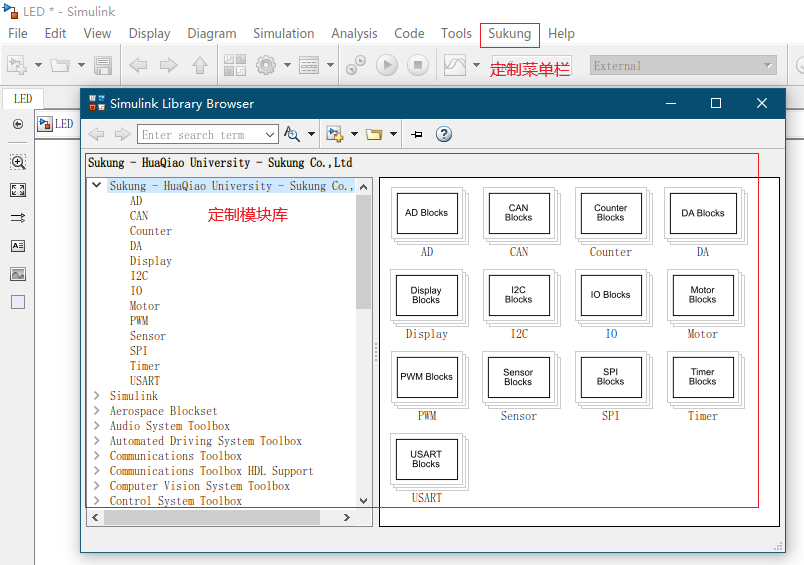 LED * - Simulink
File Edit View Display Diagram Simulation Analysis Code Tools Sukung Help
定制菜单栏
External
LED
LED
Simulink Library Browser
Enter search term
Sukung - HuaQiao University - Sukung Co.,Ltd
Sukung - HuaQiao University - Sukung Co.,
AD
CAN
Counter
DA
Display
I2C
IO
Motor
PWM
Sensor
SPI
Timer
USART
Simulink
Aerospace Blockset
Audio System Toolbox
Automated Driving System Toolbox
Communications Toolbox
Communications Toolbox HDL Support
Computer Vision System Toolbox
Control System Toolbox
定制模块库
AD Blocks
AD
CAN
Blocks
CAN
Counter
Blocks
Counter
DA Blocks
DA
Display
Blocks
Display
I2C
Blocks
I2C
IO Blocks
IO
Motor
Blocks
Motor
PWM Blocks
PWM
Sensor
Blocks
Sensor
SPI
Blocks
SPI
Timer
Blocks
Timer
USART
Blocks
USART